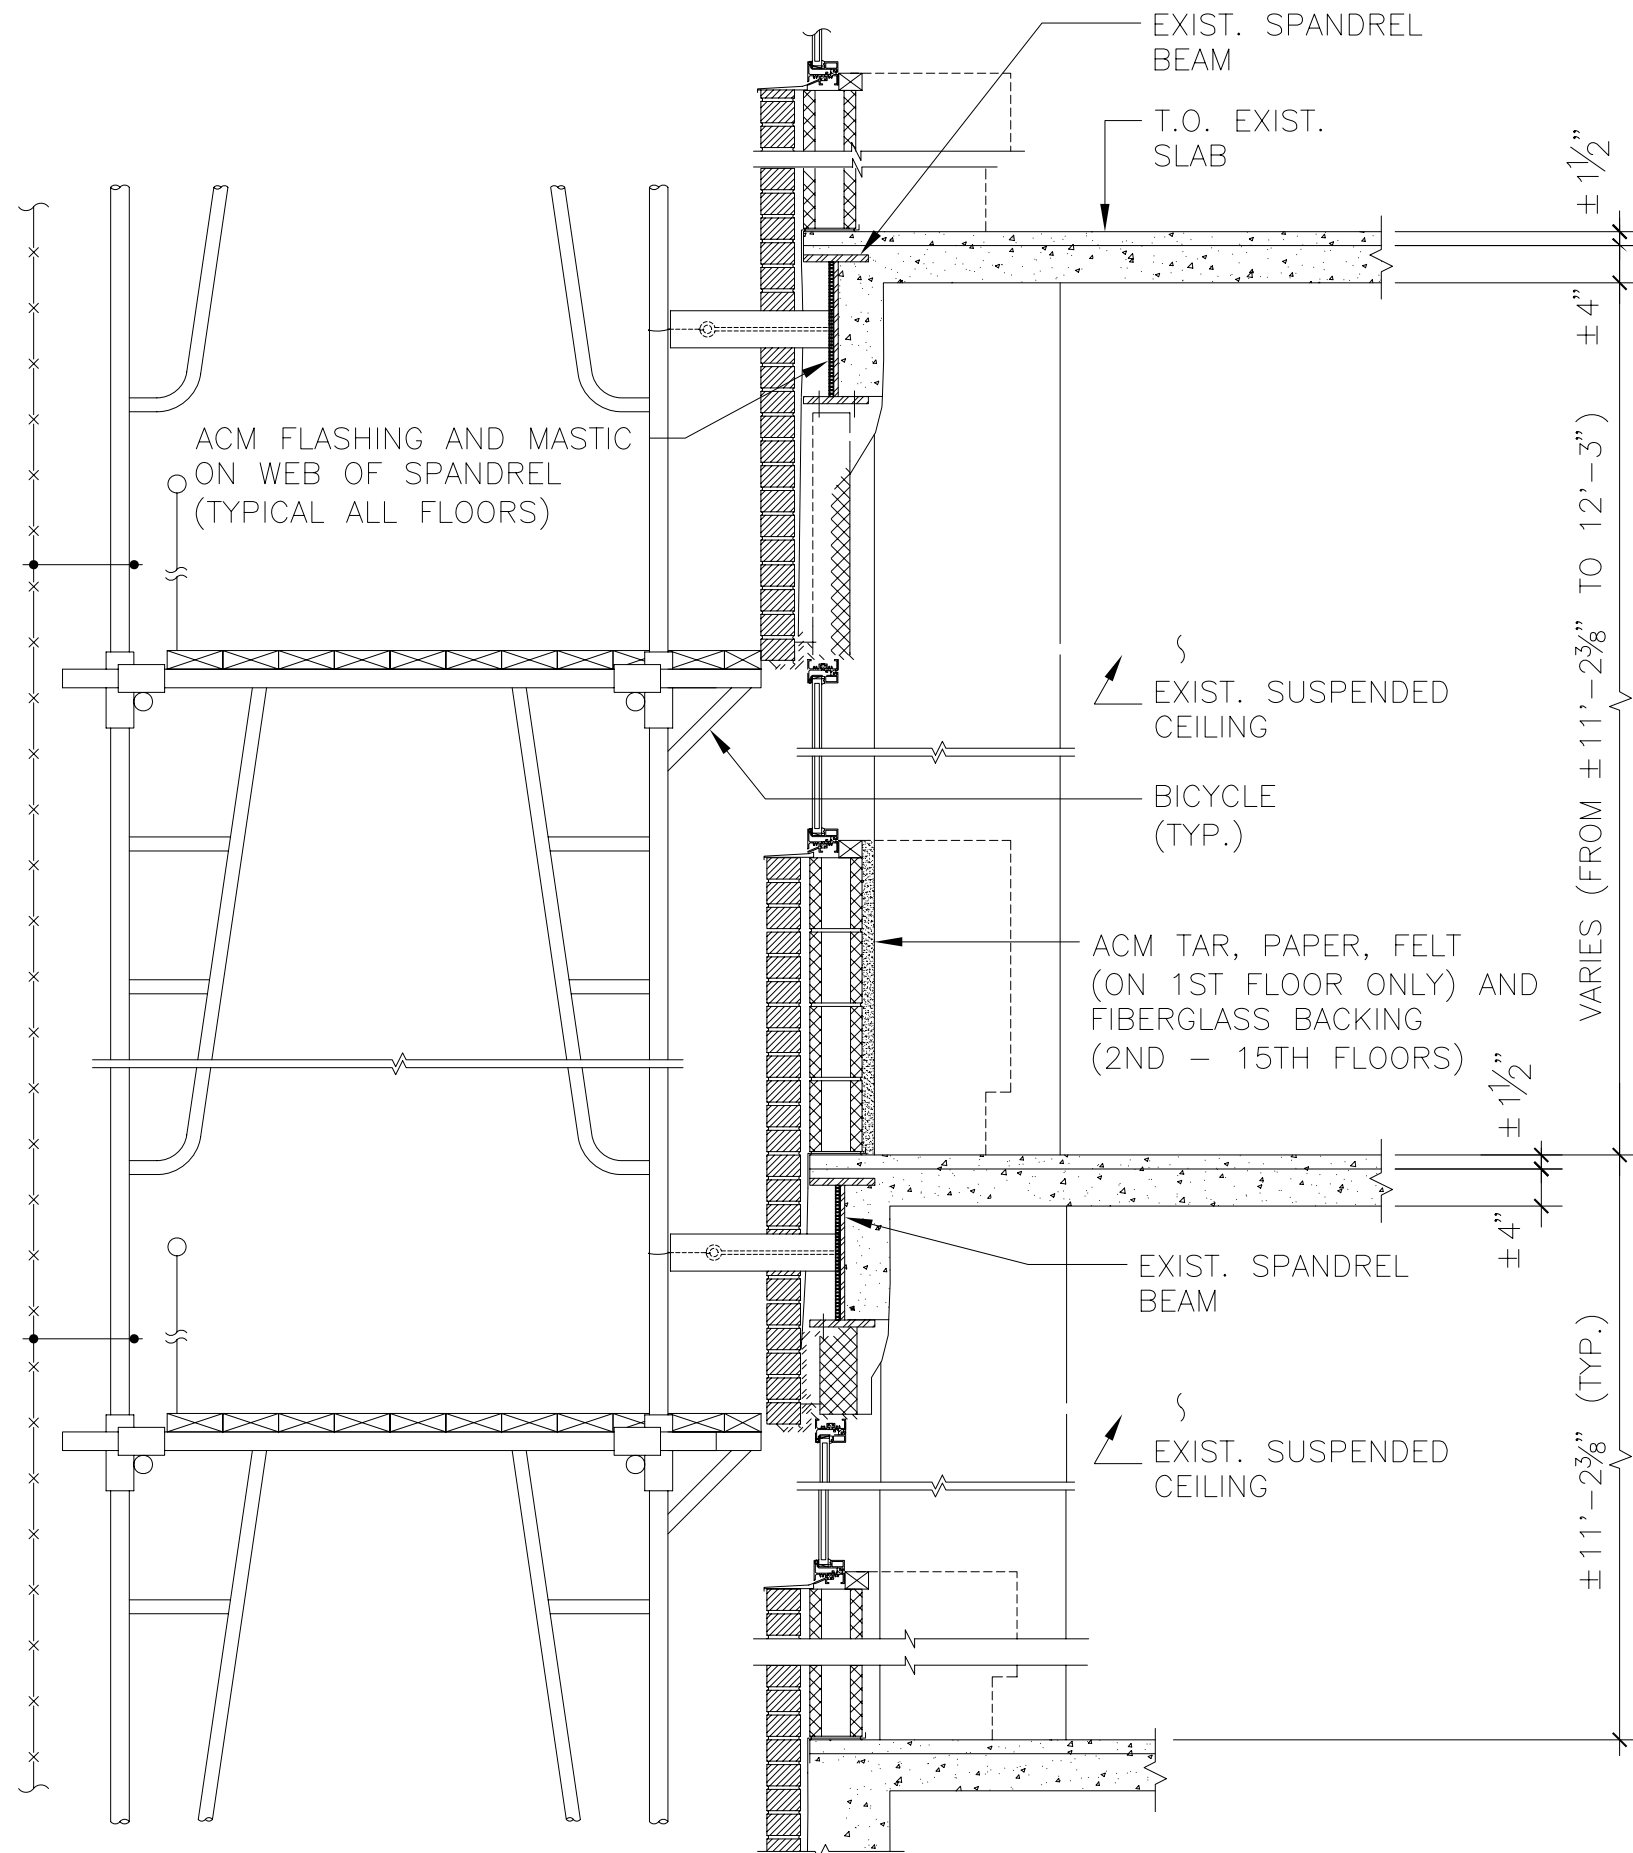 EXIST. SPANDREL
BEAM
T.O. EXIST.
SLAB
± 1½”
±4”
ACM FLASHING AND MASTIC
ON WEB OF SPANDREL
(TYPICAL ALL FLOORS)
VARIES (FROM ±11’-2⅜” TO 12’-3”)
EXIST. SUSPENDED
CEILING
BICYCLE
(TYP.)
ACM TAR, PAPER, FELT
(ON 1ST FLOOR ONLY) AND
FIBERGLASS BACKING
(2ND - 15TH FLOORS)
± 1½”
±4”
EXIST. SPANDREL
BEAM
±11’-2⅜” (TYP.)
EXIST. SUSPENDED
CEILING